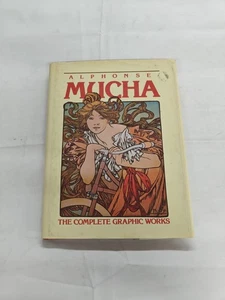 ALPHONSE
MUCHA
THE COMPLETE GRAPHIC WORKS